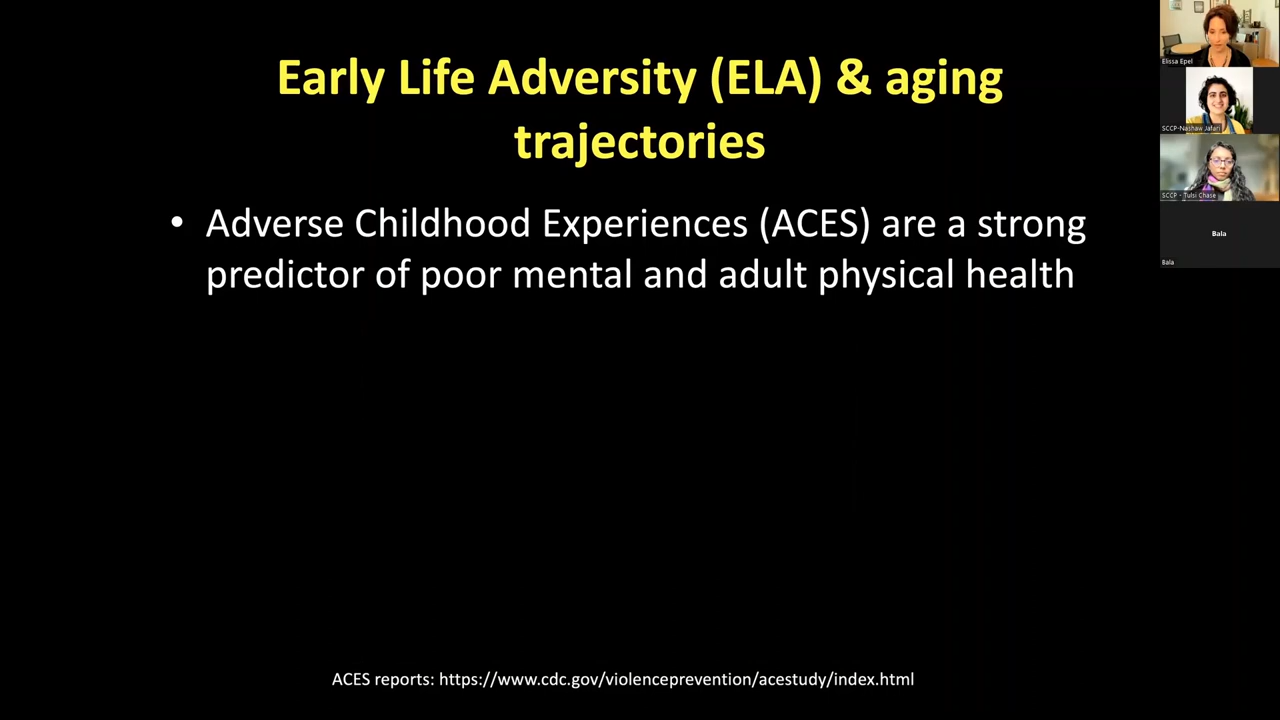 Early Life Adversity (ELA) & aging
trajectories
• Adverse Childhood Experiences (ACES) are a strong
predictor of poor mental and adult physical health
ACES reports: https://www.cdc.gov/violenceprevention/acestudy/index.html
Elissa Epel
SCCP-Nashaw Jafari
SCCP - Tulsi Chase
Bala
Bala